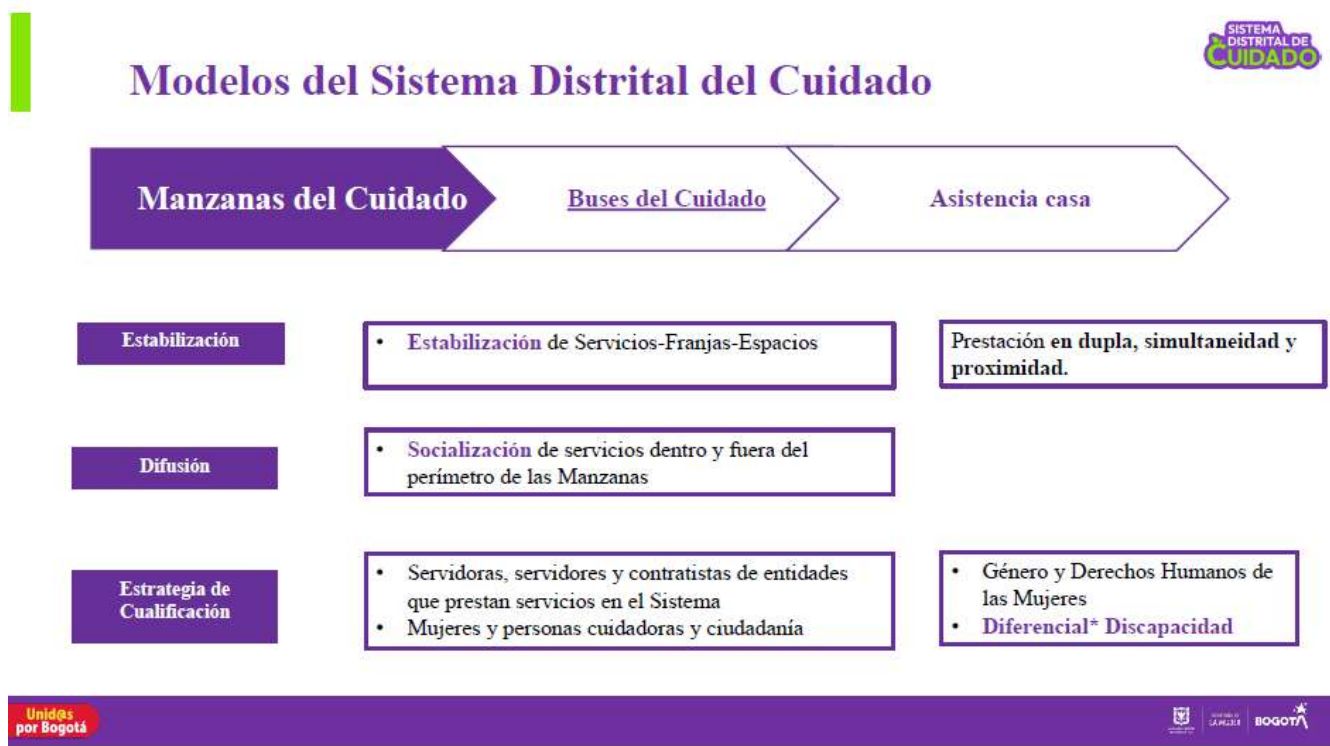 SISTEMA
DISTRITAL DE
CUIDADO
Modelos del Sistema Distrital del Cuidado
Manzanas del Cuidado
Buses del Cuidado
Asistencia casa
Estabilización
• Estabilización de Servicios-Franjas-Espacios
Prestación en dupla, simultaneidad y
proximidad.
Difusión
• Socialización de servicios dentro y fuera del
perímetro de las Manzanas
Estrategia de
Cualificación
• Servidoras, servidores y contratistas de entidades
que prestan servicios en el Sistema
• Mujeres y personas cuidadoras y ciudadanía
• Género y Derechos Humanos de
las Mujeres
• Diferencial* Discapacidad
Unid@s
por Bogotá
LA MUJER
BOGOTÁ